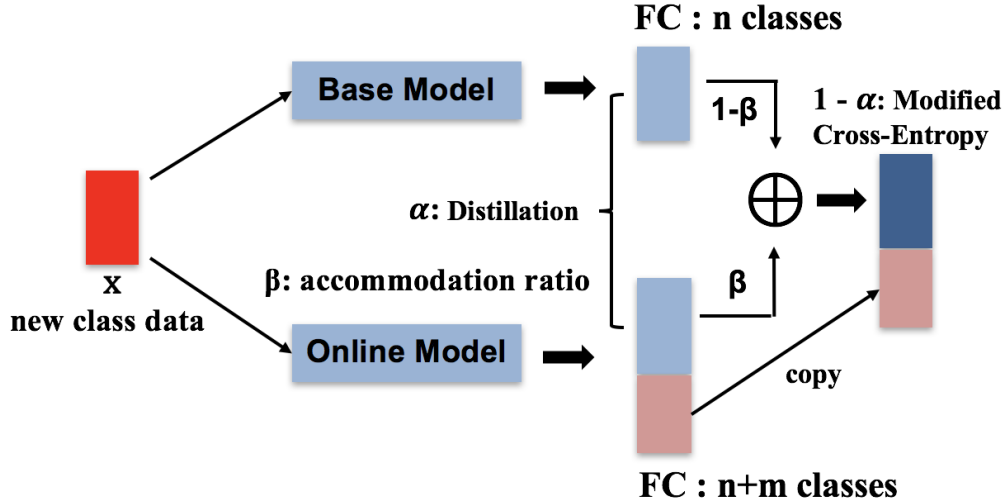 FC : n classes
Base Model
1-β
1 - α: Modified
Cross-Entropy
α: Distillation
x
new class data
β: accommodation ratio
β
Online Model
copy
FC : n+m classes